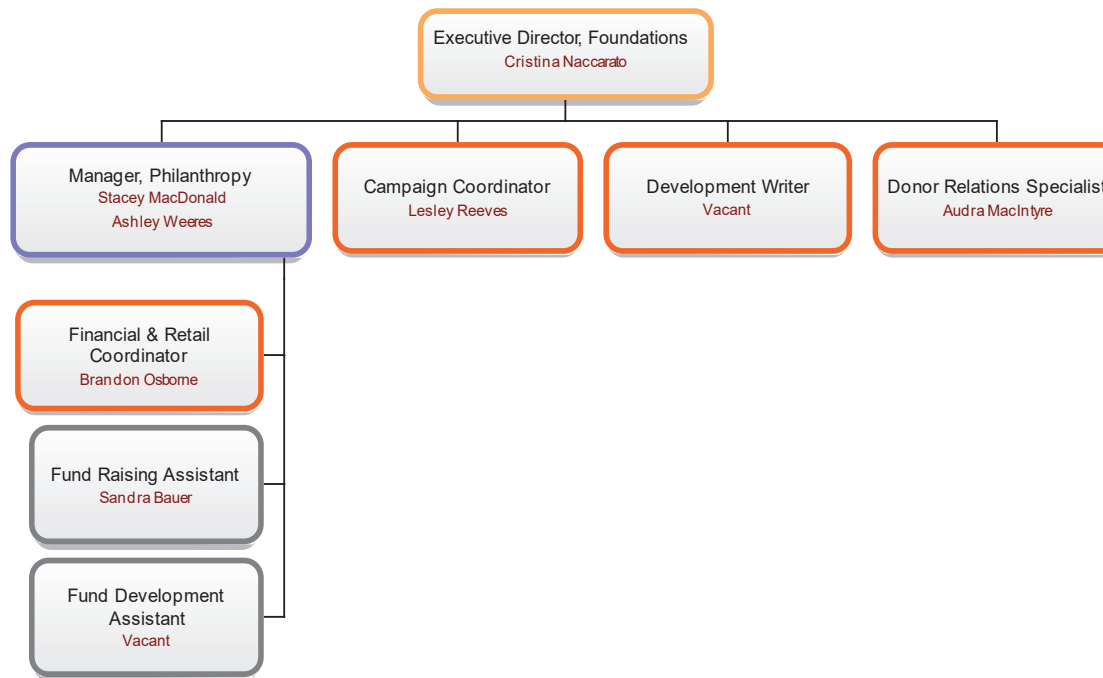 Executive Director, Foundations
Cristina Naccarato
Manager, Philanthropy
Stacey MacDonald
Ashley Weeres
Campaign Coordinator
Lesley Reeves
Development Writer
Vacant
Donor Relations Specialist
Audra MacIntyre
Financial & Retail
Coordinator
Brandon Osborne
Fund Raising Assistant
Sandra Bauer
Fund Development
Assistant
Vacant